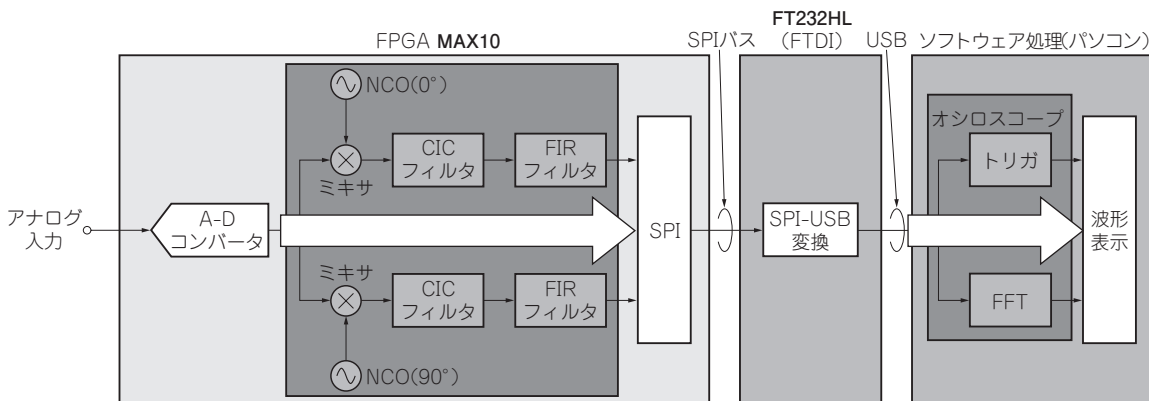 FPGA MAX10
SPIバス
FT232HL
(FTDI)
USB
ソフトウェア処理(パソコン)
NCO(0°)
ミキサ
CIC
フィルタ
FIR
フィルタ
アナログ
入力
A-D
コンバータ
ミキサ
CIC
フィルタ
FIR
フィルタ
NCO(90°)
SPI
SPI-USB
変換
オシロスコープ
トリガ
FFT
波形
表示